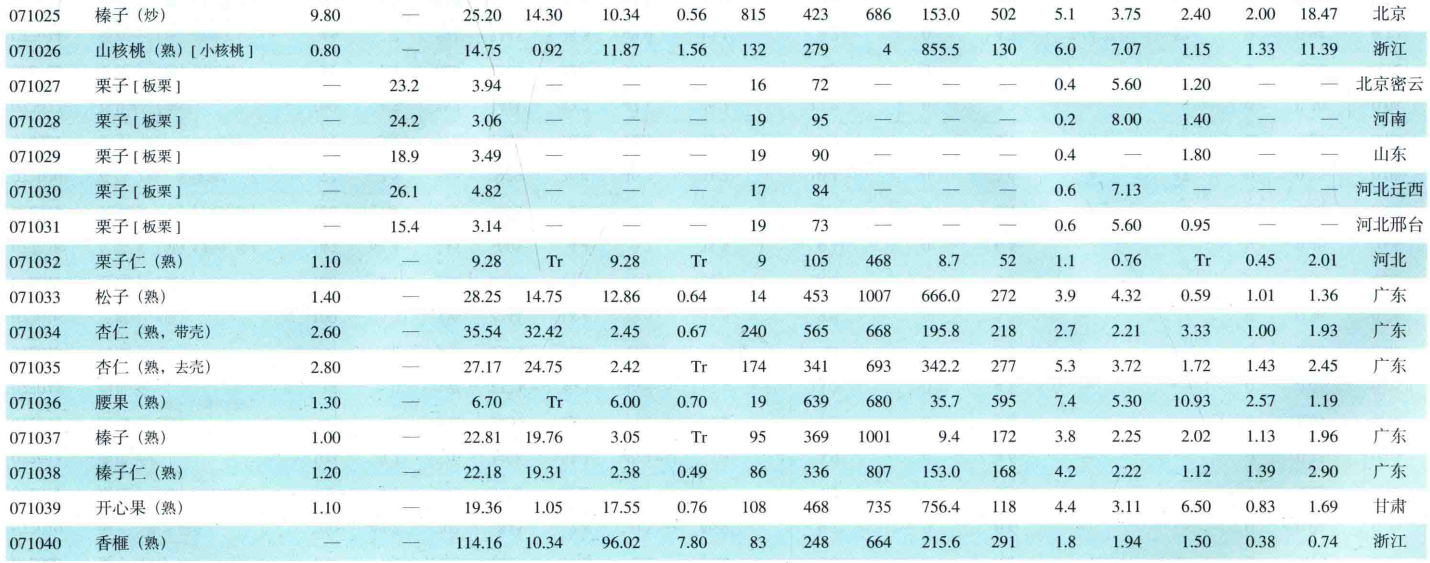 071025 榛子（炒） 9.80 — 25.20 14.30 10.34 0.56 815 423 686 153.0 502 5.1 3.75 2.40 2.00 18.47 北京
071026 山核桃（熟）[ 小核桃 ] 0.80 — 14.75 0.92 11.87 1.56 132 279 4 855.5 130 6.0 7.07 1.15 1.33 11.39 浙江
071027 栗子 [ 板栗 ] — 23.2 3.94 — — — 16 72 — — — 0.4 5.60 1.20 — — 北京密云
071028 栗子 [ 板栗 ] — 24.2 3.06 — — — 19 95 — — — 0.2 8.00 1.40 — — 河南
071029 栗子 [ 板栗 ] — 18.9 3.49 — — — 19 90 — — — 0.4 — 1.80 — — 山东
071030 栗子 [ 板栗 ] — 26.1 4.82 — — — 17 84 — — — 0.6 7.13 — — — 河北迁西
071031 栗子 [ 板栗 ] — 15.4 3.14 — — — 19 73 — — — 0.6 5.60 0.95 — — 河北邢台
071032 栗子仁（熟） 1.10 — 9.28 Tr 9.28 Tr 9 105 468 8.7 52 1.1 0.76 Tr 0.45 2.01 河北
071033 松子（熟） 1.40 — 28.25 14.75 12.86 0.64 14 453 1007 666.0 272 3.9 4.32 0.59 1.01 1.36 广东
071034 杏仁（熟，带壳） 2.60 — 35.54 32.42 2.45 0.67 240 565 668 195.8 218 2.7 2.21 3.33 1.00 1.93 广东
071035 杏仁（熟，去壳） 2.80 — 27.17 24.75 2.42 Tr 174 341 693 342.2 277 5.3 3.72 1.72 1.43 2.45 广东
071036 腰果（熟） 1.30 — 6.70 Tr 6.00 0.70 19 639 680 35.7 595 7.4 5.30 10.93 2.57 1.19
071037 榛子（熟） 1.00 — 22.81 19.76 3.05 Tr 95 369 1001 9.4 172 3.8 2.25 2.02 1.13 1.96 广东
071038 榛子仁（熟） 1.20 — 22.18 19.31 2.38 0.49 86 336 807 153.0 168 4.2 2.22 1.12 1.39 2.90 广东
071039 开心果（熟） 1.10 — 19.36 1.05 17.55 0.76 108 468 735 756.4 118 4.4 3.11 6.50 0.83 1.69 甘肃
071040 香榧（熟） — — 114.16 10.34 96.02 7.80 83 248 664 215.6 291 1.8 1.94 1.50 0.38 0.74 浙江